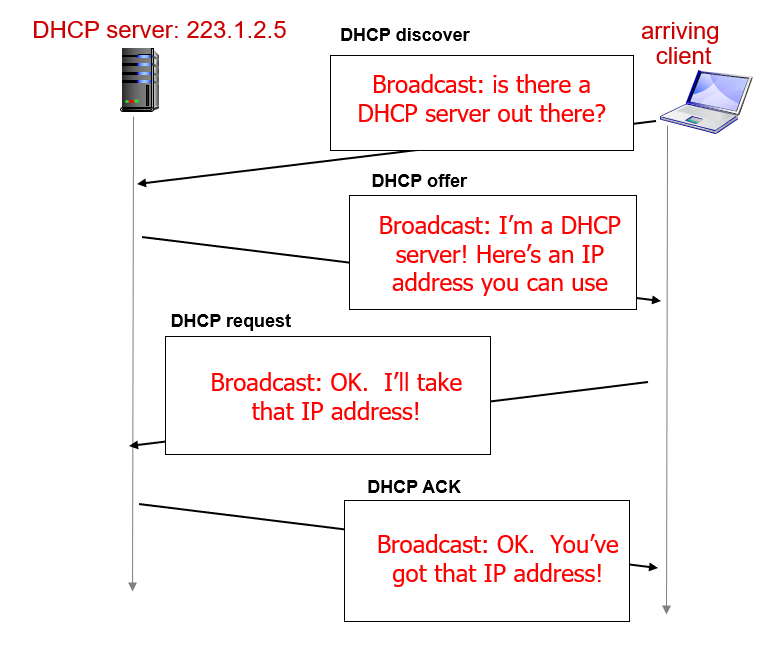 DHCP server: 223.1.2.5
DHCP discover
arriving
client
Broadcast: is there a
DHCP server out there?
DHCP offer
Broadcast: I’m a DHCP
server! Here’s an IP
address you can use
DHCP request
Broadcast: OK.  I’ll take
that IP address!
DHCP ACK
Broadcast: OK.  You’ve
got that IP address!